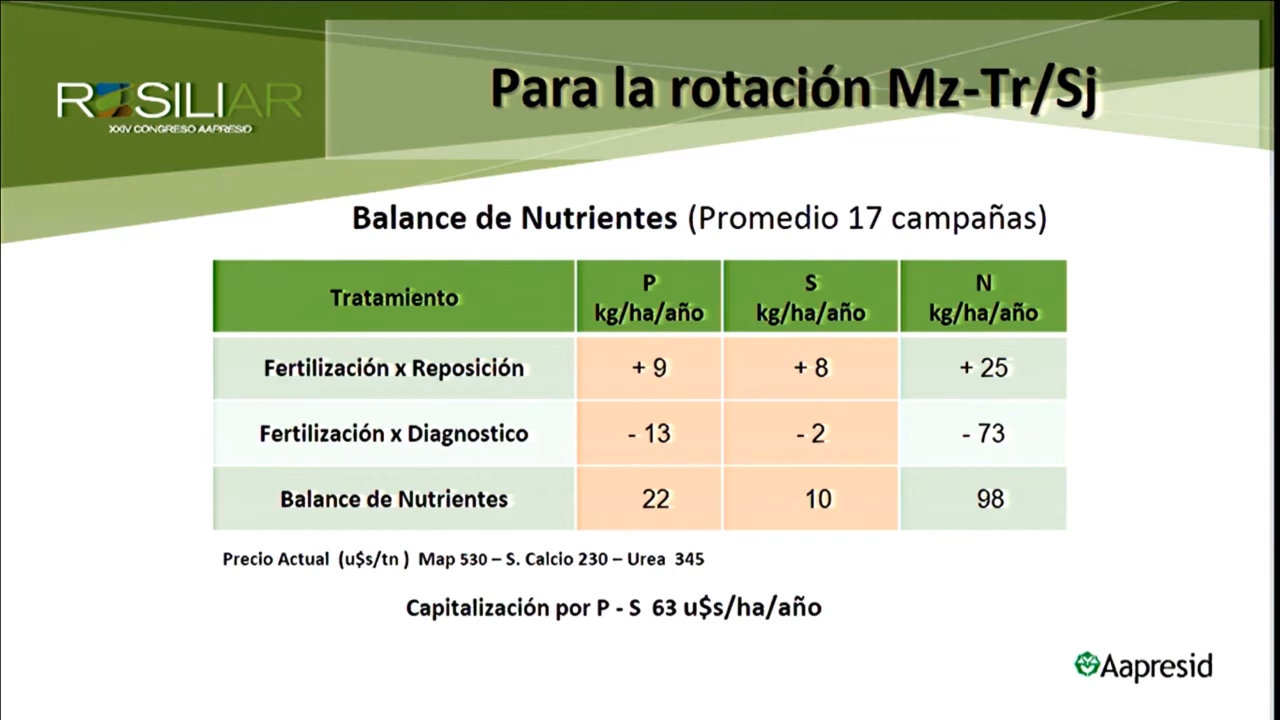 ROSILIAR
XXIV CONGRESO AAPRESID
Para la rotación Mz-Tr/Sj
Balance de Nutrientes (Promedio 17 campañas)
Tratamiento
P
kg/ha/año
S
kg/ha/año
N
kg/ha/año
Fertilización x Reposición + 9 + 8 + 25
Fertilización x Diagnostico - 13 - 2 - 73
Balance de Nutrientes 22 10 98
Precio Actual (u$s/tn ) Map 530 – S. Calcio 230 – Urea 345
Capitalización por P - S 63 u$s/ha/año
Aapresid